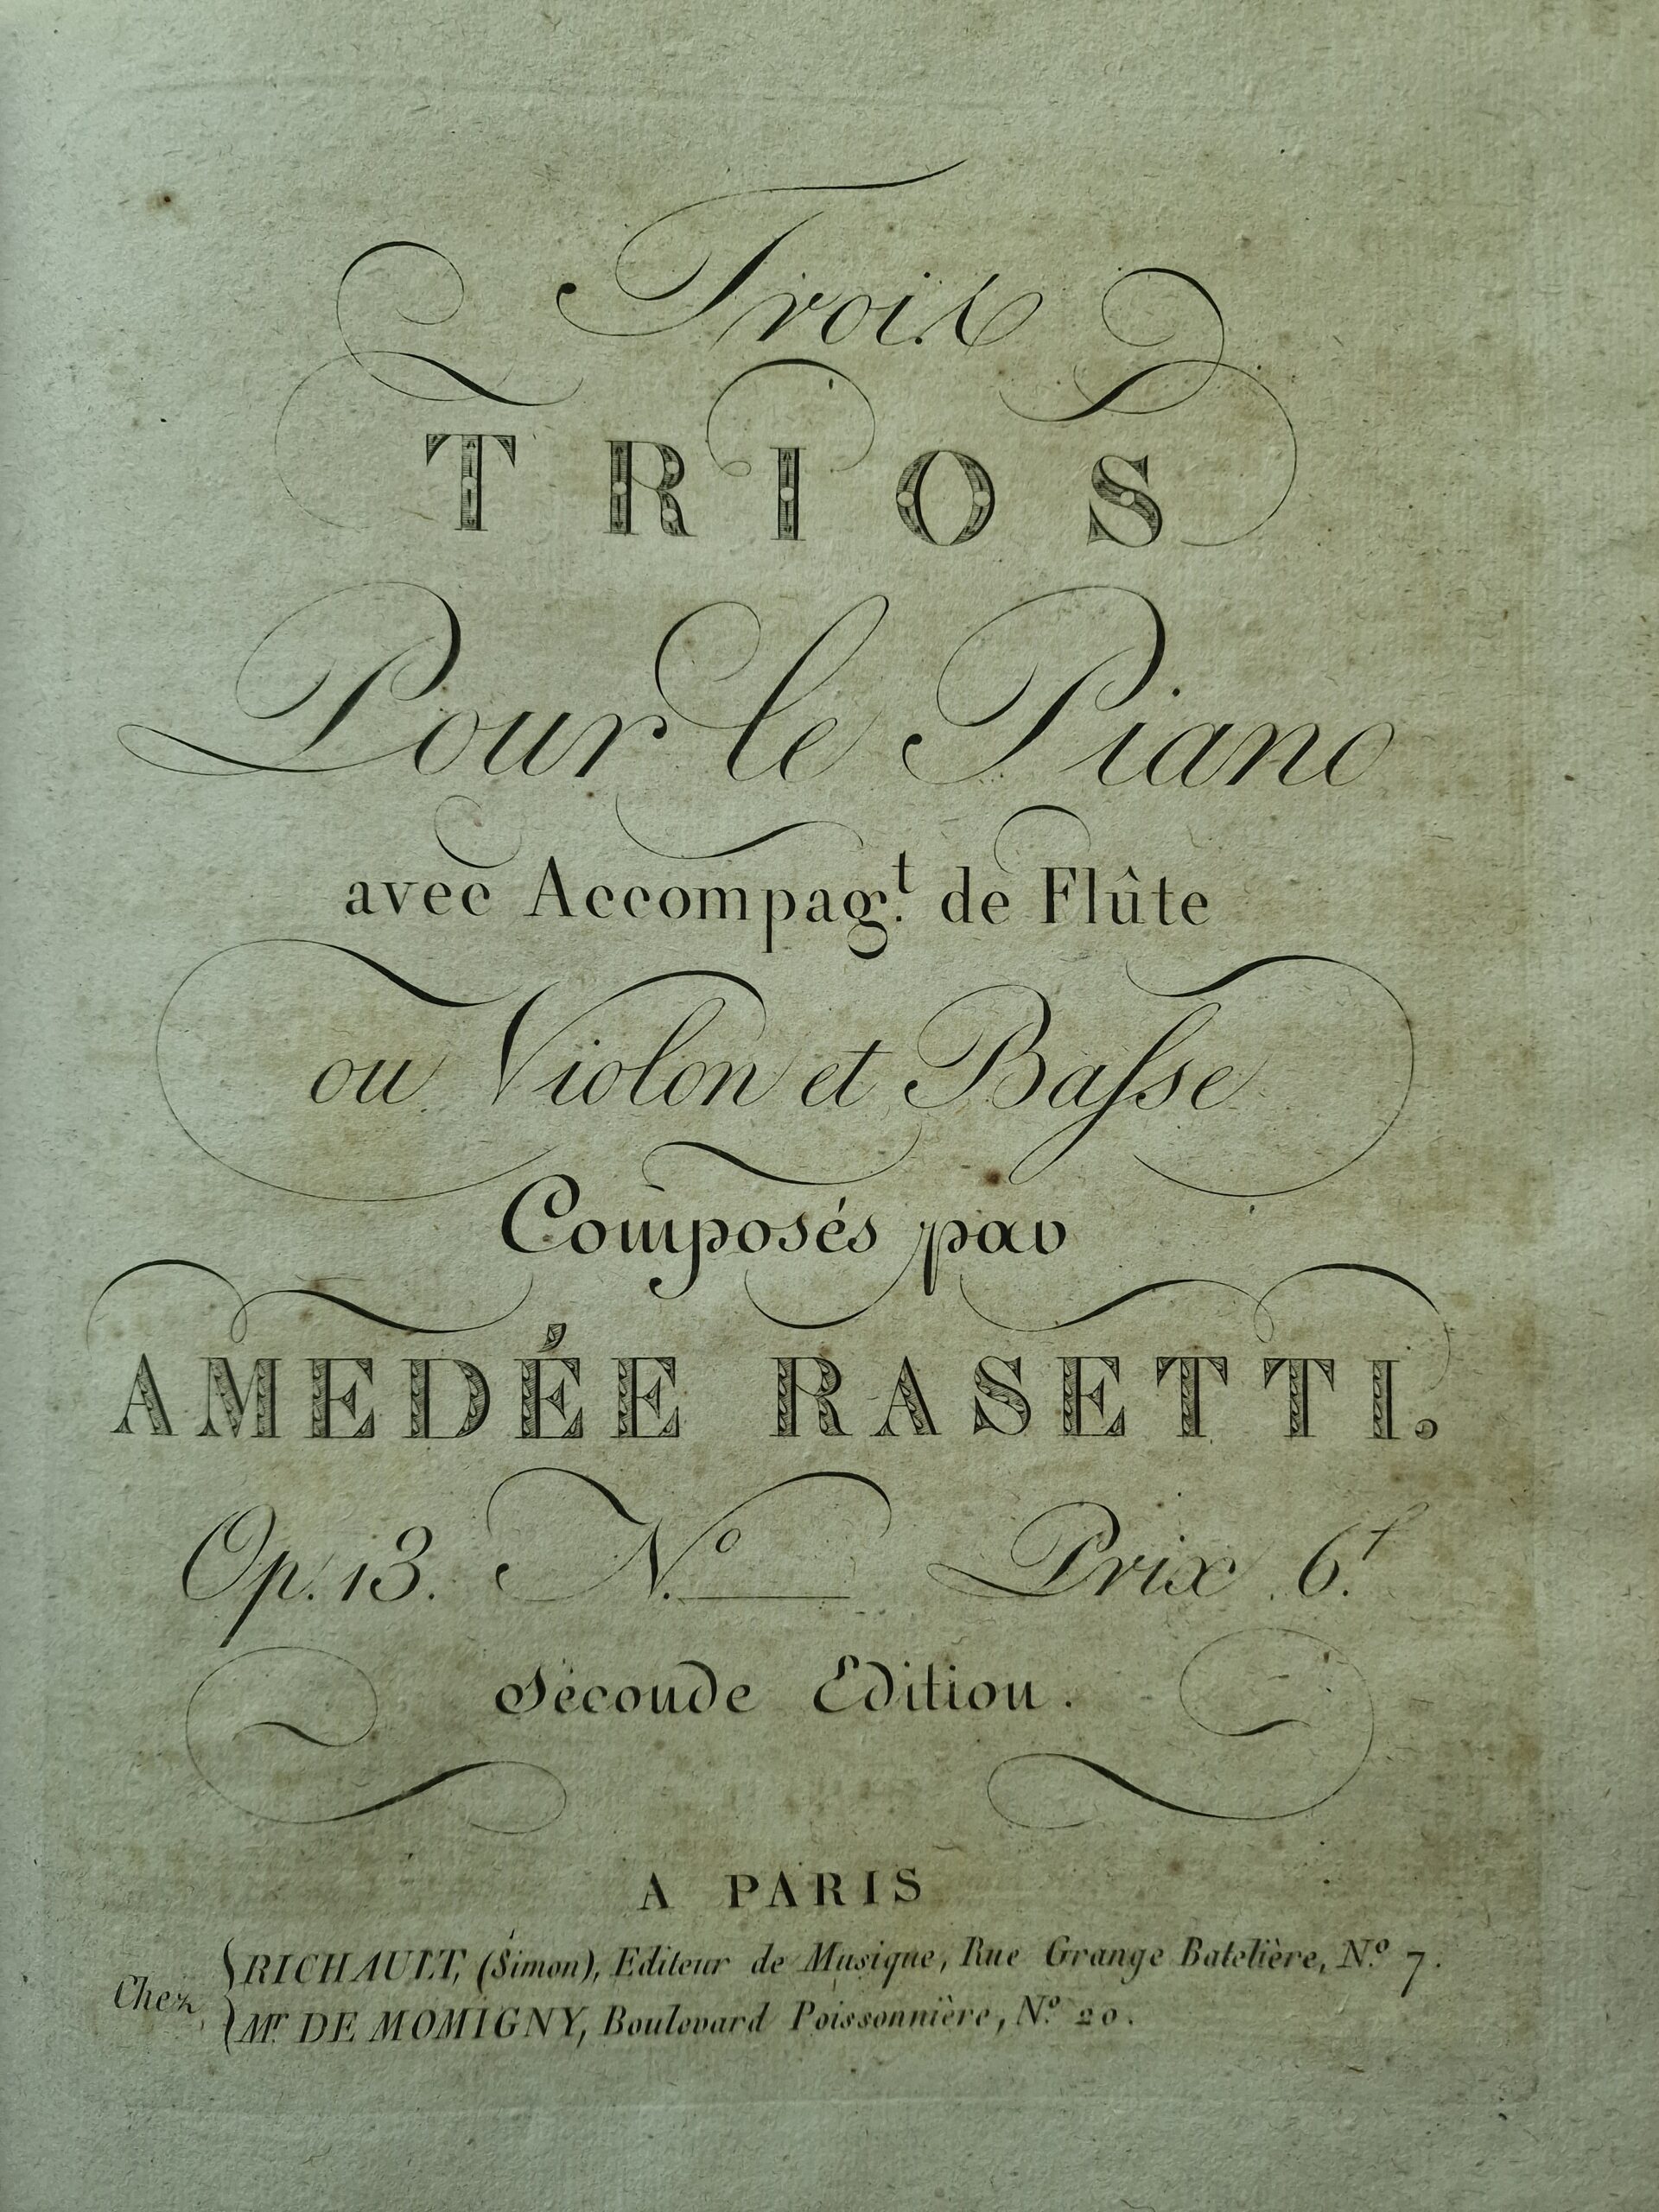 Trois
TRIOS
Pour le Piano
avec Accompag.t de Flûte
ou Violon et Baſse
Composés par
AMEDÉE RASETTI.
Op. 13. N.o Prix 6.f
Seconde Edition.
A PARIS
Chez
RICHAULT, (Simon), Editeur de Musique, Rue Grange Batelière, N.o 7.
M.r DE MOMIGNY, Boulevard Poissonnière, N.o 20.